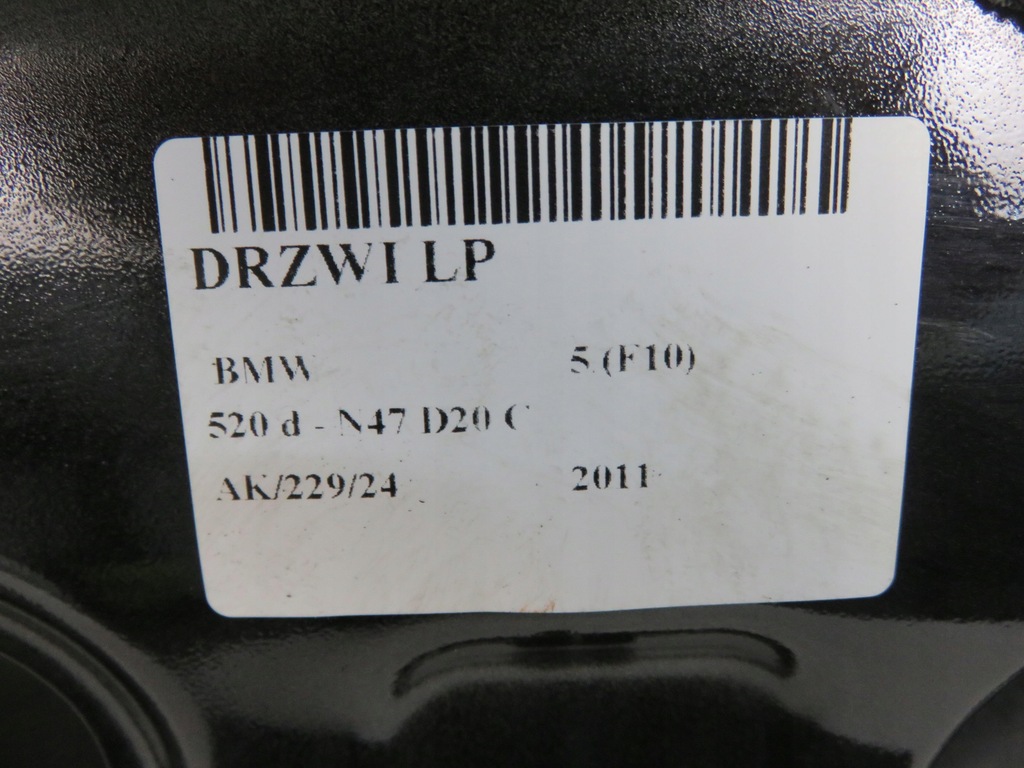 DRZWI LP
BMW 5 (F10)
520 d - N47 D20 C
AK/229/24 2011